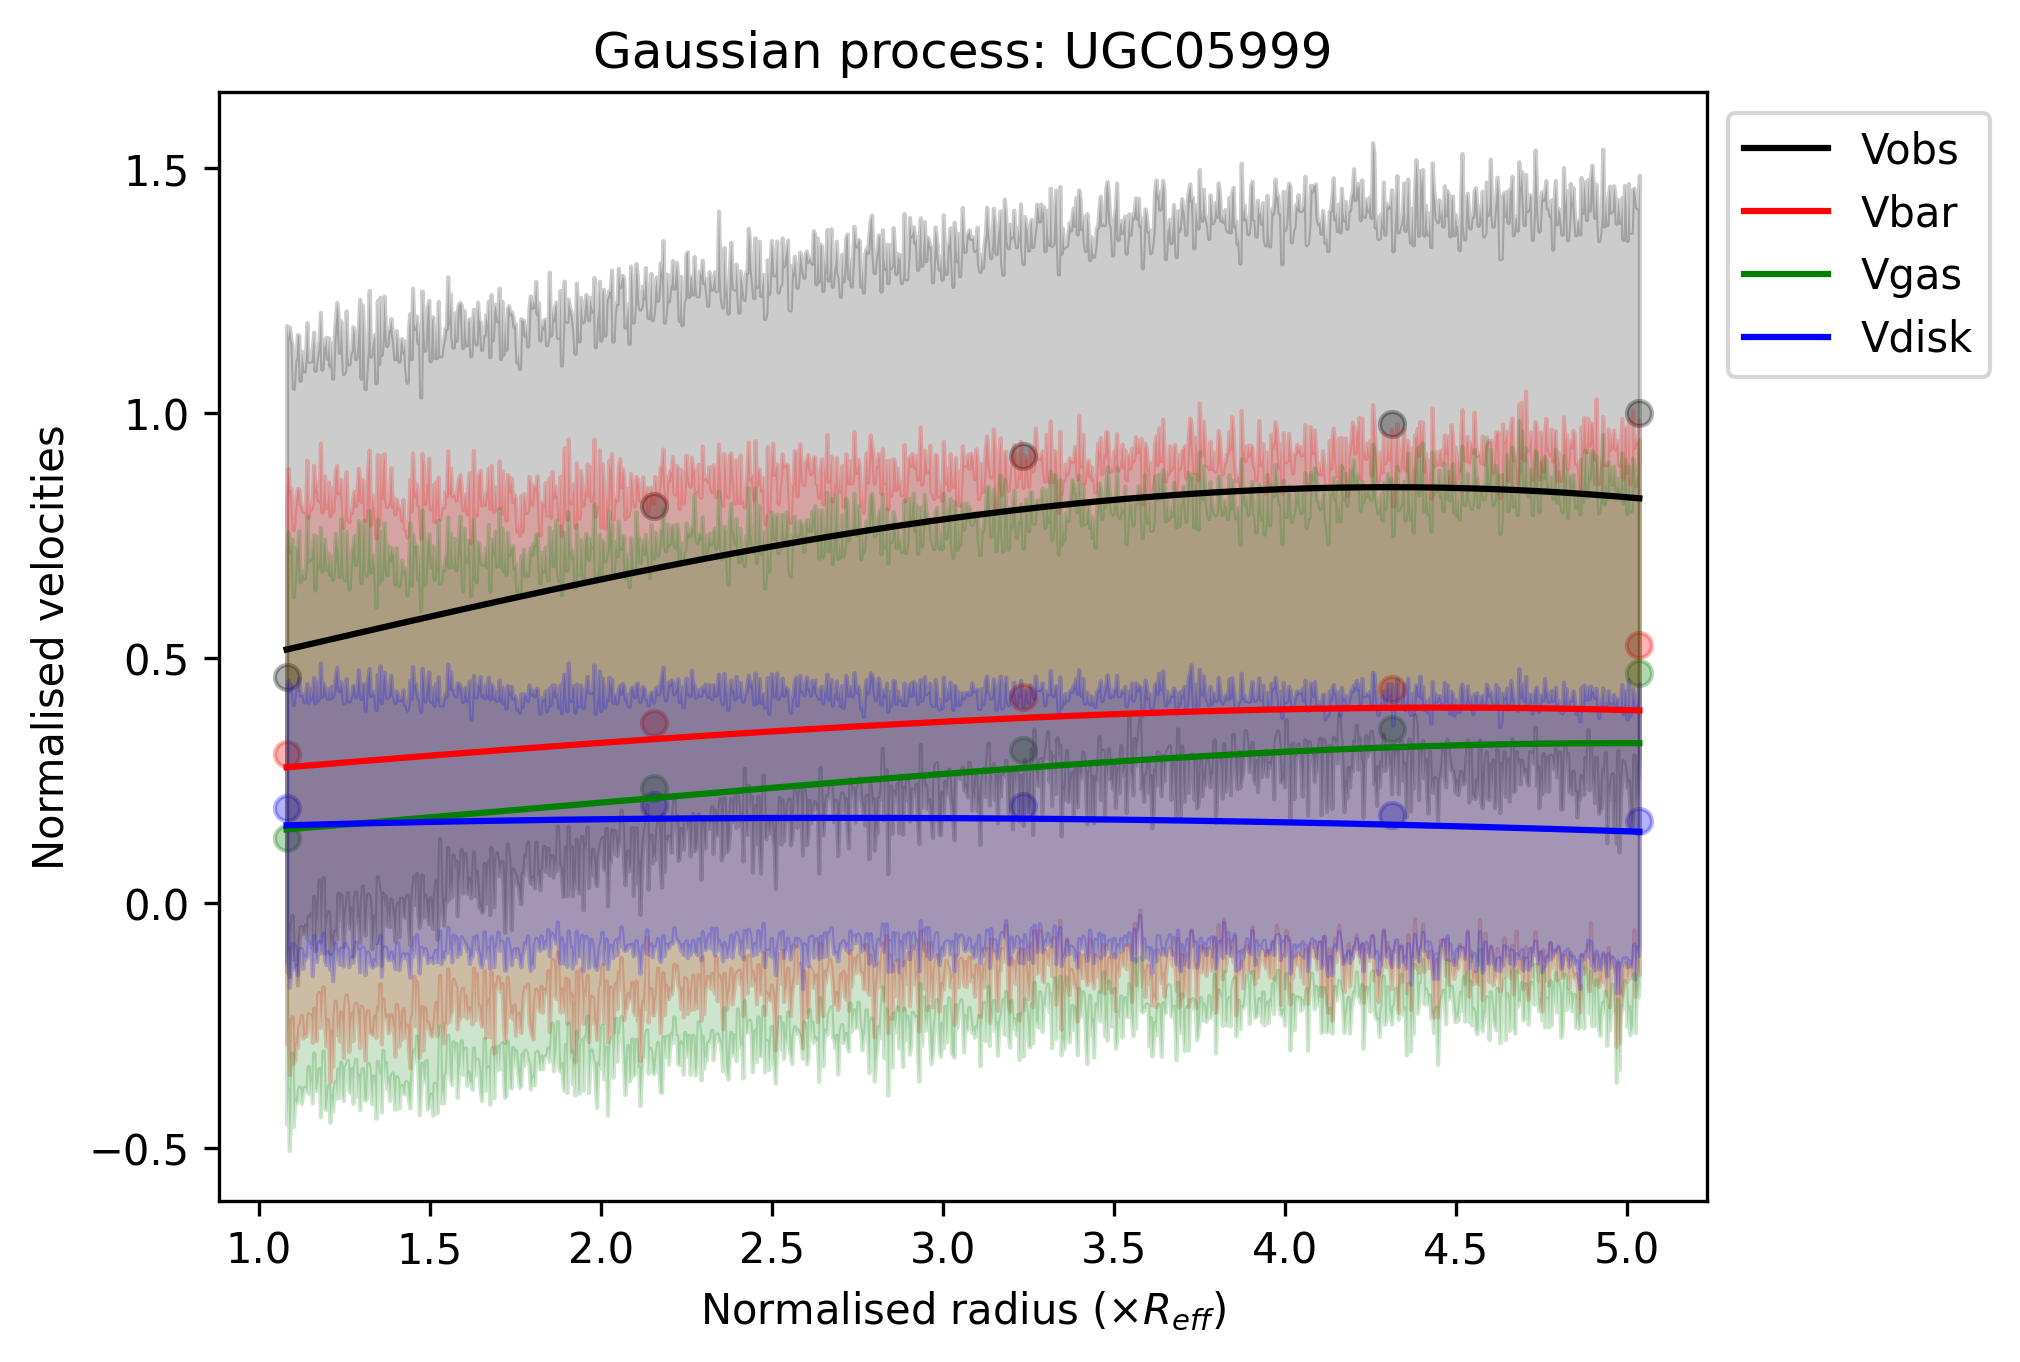 Gaussian process: UGC05999
Vobs
Vbar
Vgas
Vdisk
Normalised velocities
1.5
1.0
0.5
0.0
−0.5
1.0 1.5 2.0 2.5 3.0 3.5 4.0 4.5 5.0
Normalised radius (×R_eff)